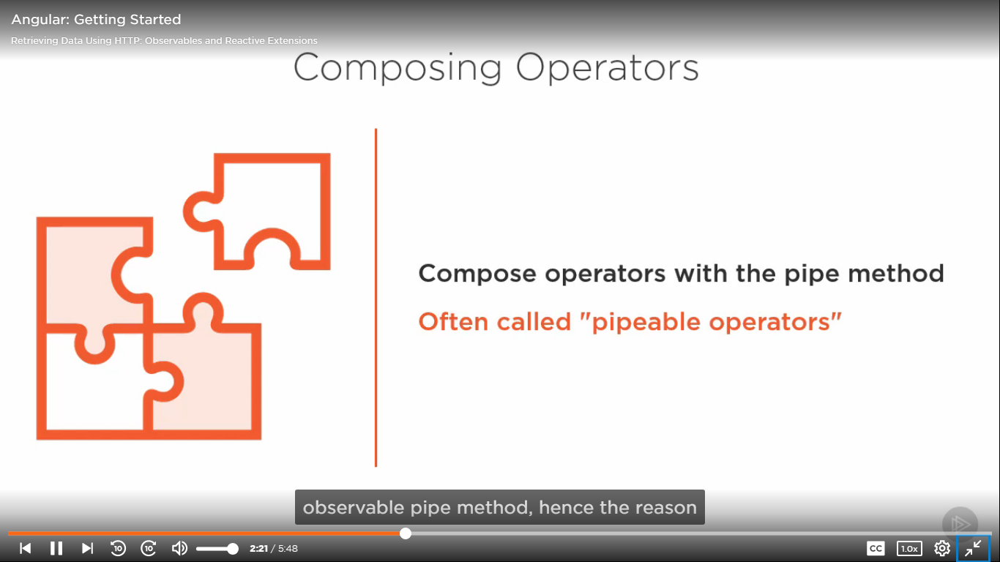 Angular: Getting Started
Retrieving Data Using HTTP: Observables and Reactive Extensions
Composing Operators
Compose operators with the pipe method
Often called "pipeable operators"
observable pipe method, hence the reason
10
10
2:21 / 5:48
CC
1.0x